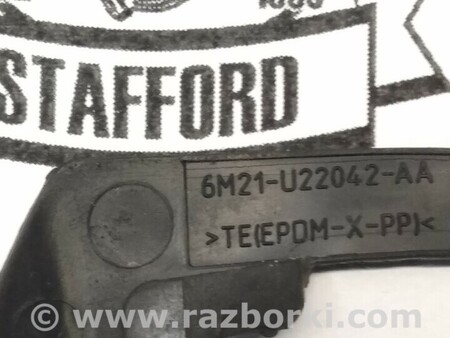 STAFFORD
6M21-U22042-AA
>TE(EPDM-X-PP)<
© www.razborki.com